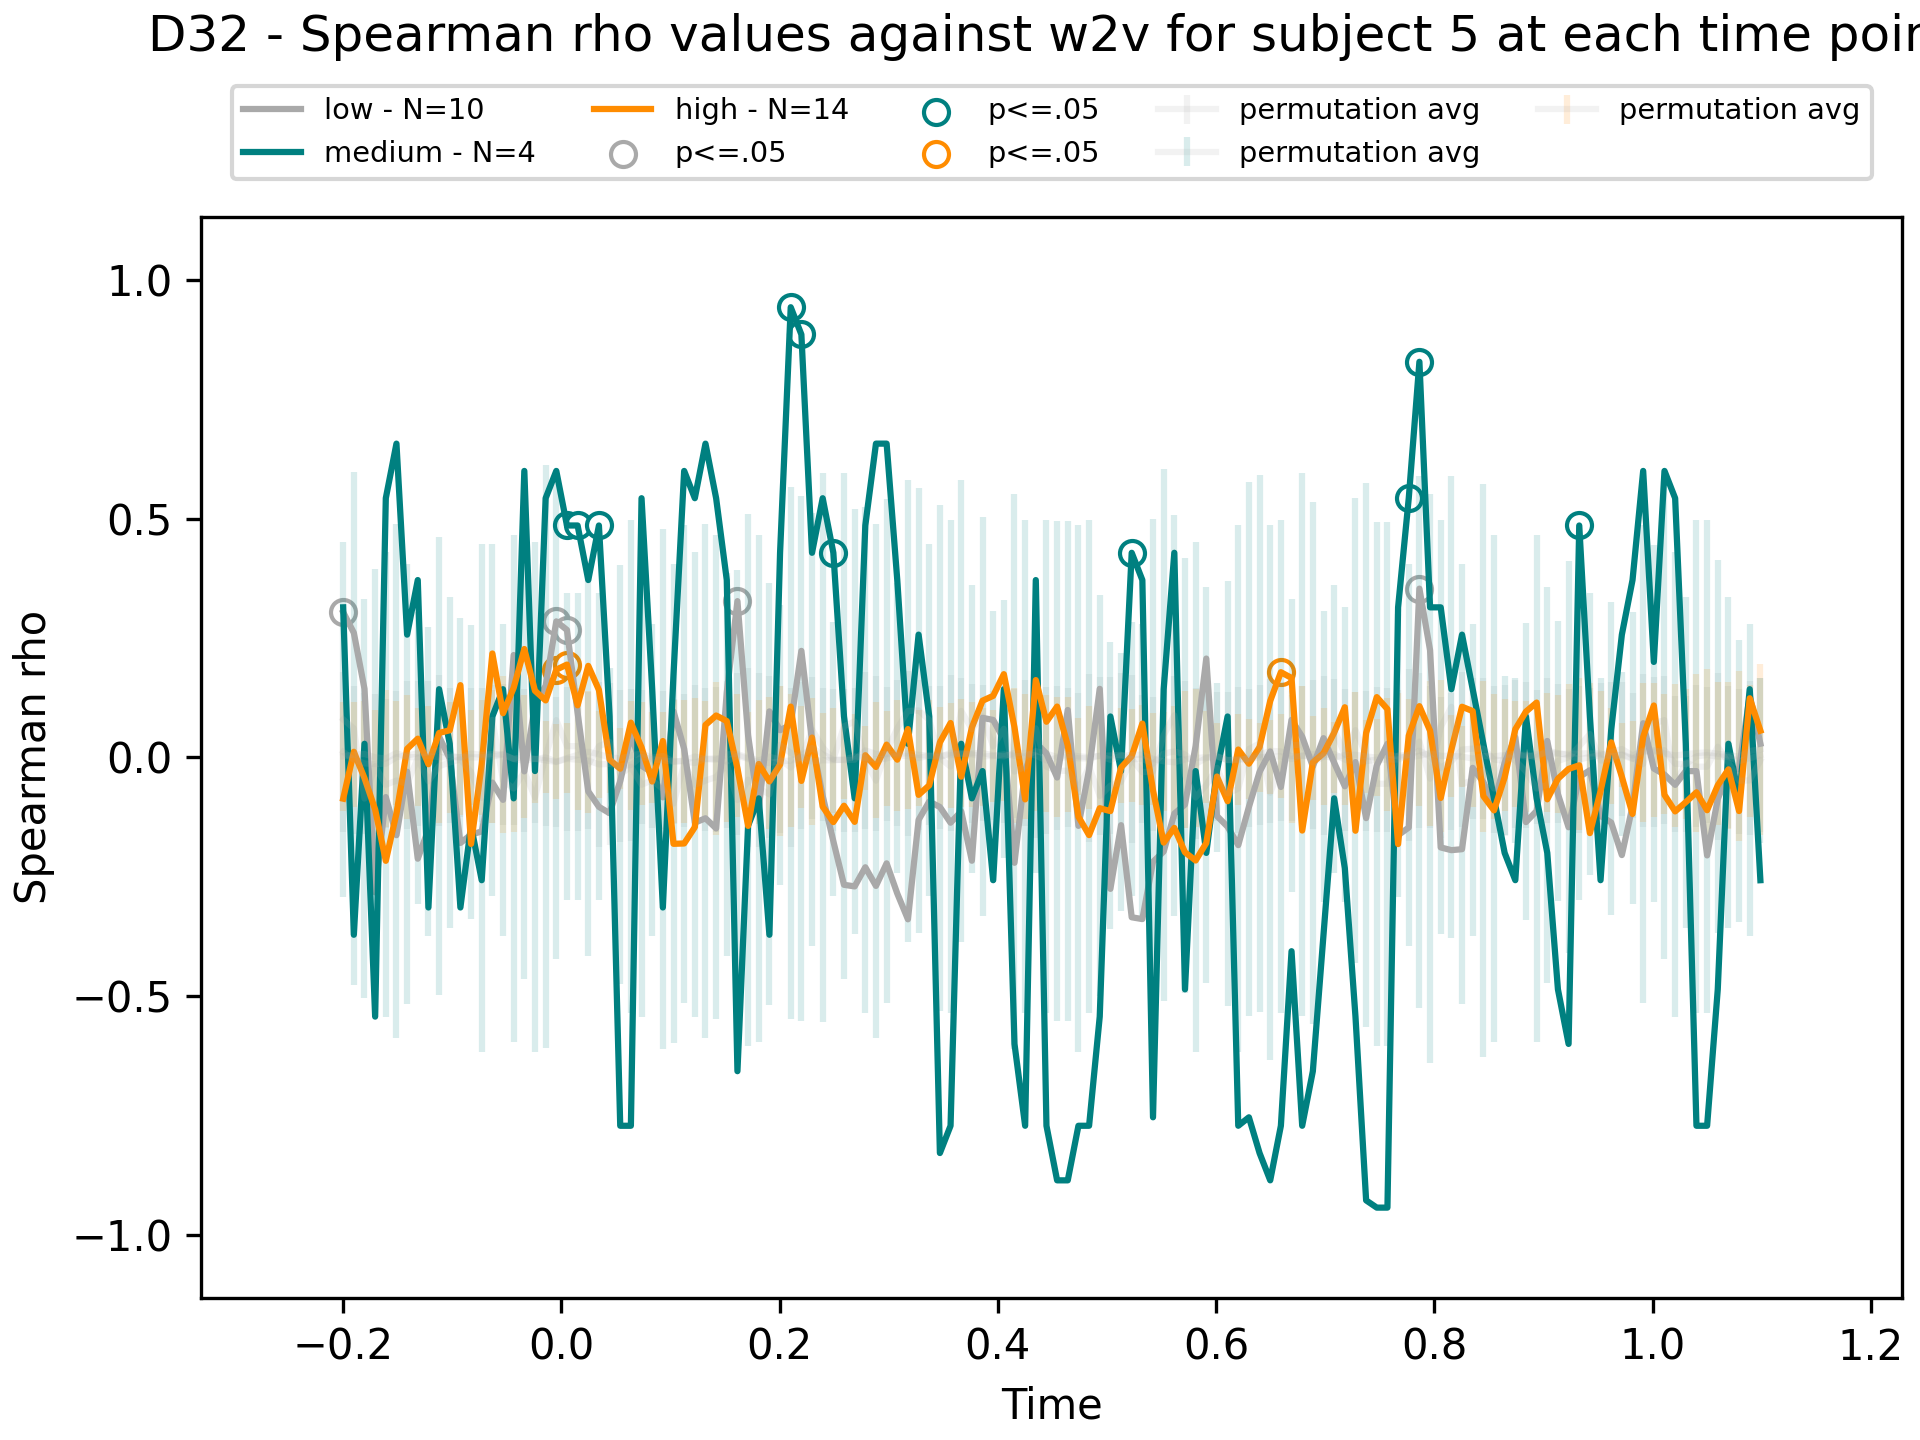 D32 - Spearman rho values against w2v for subject 5 at each time poin
low - N=10
medium - N=4
high - N=14
p<=.05
p<=.05
p<=.05
permutation avg
permutation avg
permutation avg
Spearman rho
1.0
0.5
0.0
−0.5
−1.0
−0.2 0.0 0.2 0.4 0.6 0.8 1.0 1.2
Time